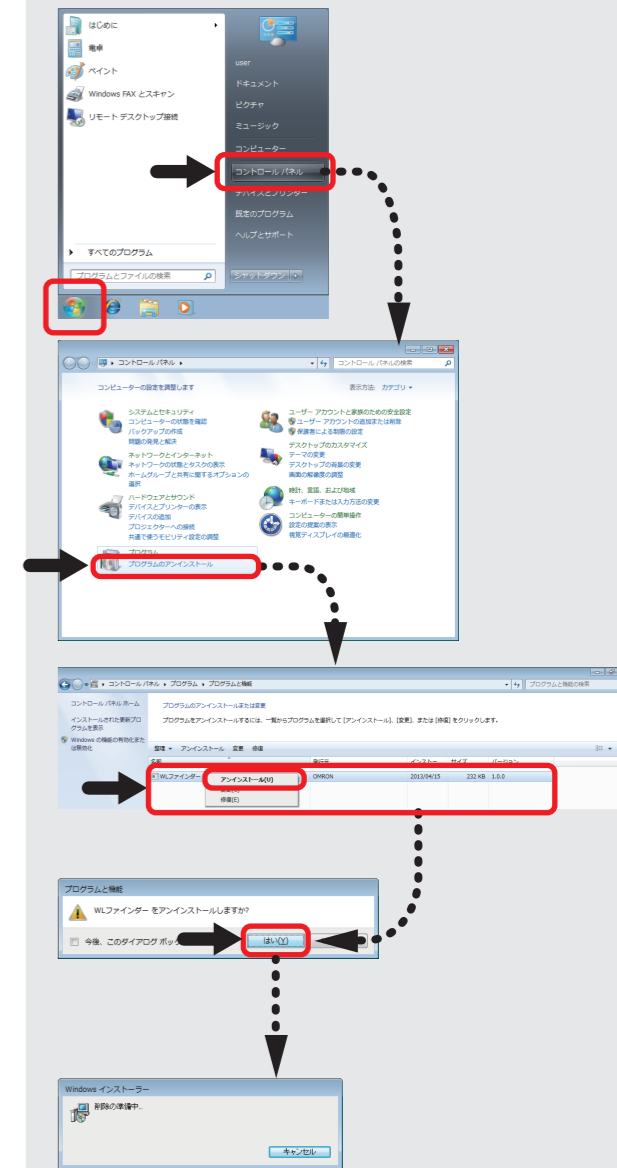 はじめに
電卓
ペイント
Windows FAX とスキャン
リモート デスクトップ接続
すべてのプログラム
プログラムとファイルの検索
user
ドキュメント
ピクチャ
ミュージック
コンピューター
コントロール パネル
デバイスとプリンター
既定のプログラム
ヘルプとサポート
シャットダウン
コントロール パネル
コントロール パネルの検索
コンピューターの設定を調整します
表示方法: カテゴリ
システムとセキュリティ
コンピューターの状態を確認
バックアップの作成
問題の発見と解決
ネットワークとインターネット
ネットワークの状態とタスクの表示
ホームグループと共有に関するオプションの
選択
ハードウェアとサウンド
デバイスとプリンターの表示
デバイスの追加
プロジェクターへの接続
共通で使うモビリティ設定の調整
プログラム
プログラムのアンインストール
ユーザー アカウントと家族のための安全設定
ユーザー アカウントの追加または削除
保護者による制限の設定
デスクトップのカスタマイズ
テーマの変更
デスクトップの背景の変更
画面の解像度の調整
時計、言語、および地域
キーボードまたは入力方法の変更
コンピューターの簡単操作
設定の提案の表示
視覚ディスプレイの最適化
コントロール パネル プログラム プログラムと機能
プログラムと機能の検索
コントロール パネル ホーム
インストールされた更新プロ
グラムを表示
Windows の機能の有効化また
は無効化
プログラムのアンインストールまたは変更
プログラムをアンインストールするには、一覧からプログラムを選択して [アンインストール]、[変更]、または [修復] をクリックします。
整理 アンインストール 変更 修復
名前 発行元 インストー... サイズ バージョン
WLファインダー OMRON 2013/04/15 232 KB 1.0.0
アンインストール(U)
修復(E)
プログラムと機能
WLファインダー をアンインストールしますか?
今後、このダイアログ ボッ
はい(Y)
Windows インストーラー
削除の準備中...
キャンセル